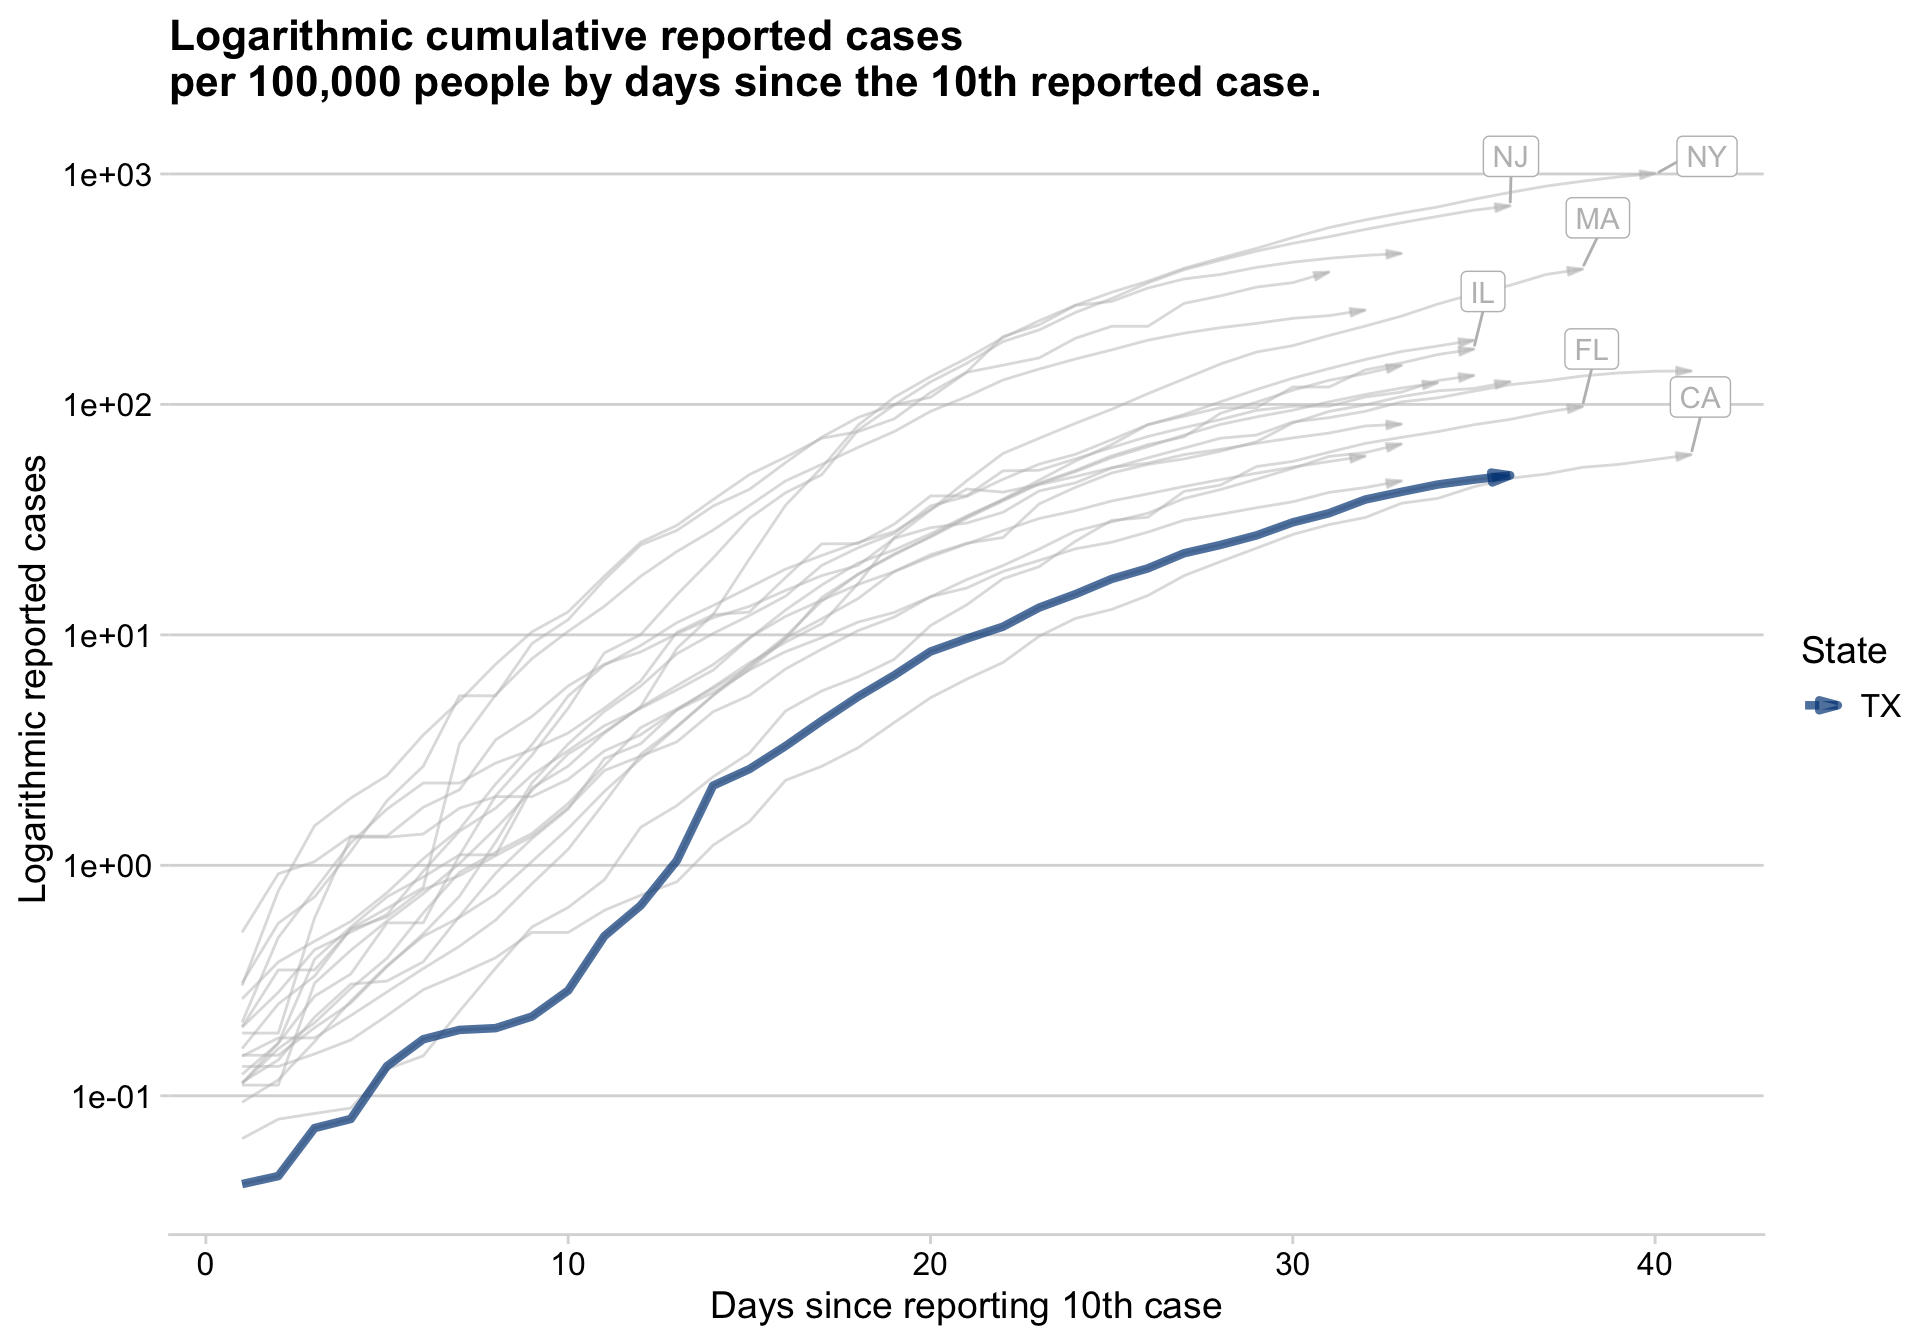 Logarithmic cumulative reported cases
per 100,000 people by days since the 10th reported case.
Logarithmic reported cases
1e+03
1e+02
1e+01
1e+00
1e-01
NJ
NY
MA
IL
FL
CA
State
TX
0
10
20
30
40
Days since reporting 10th case